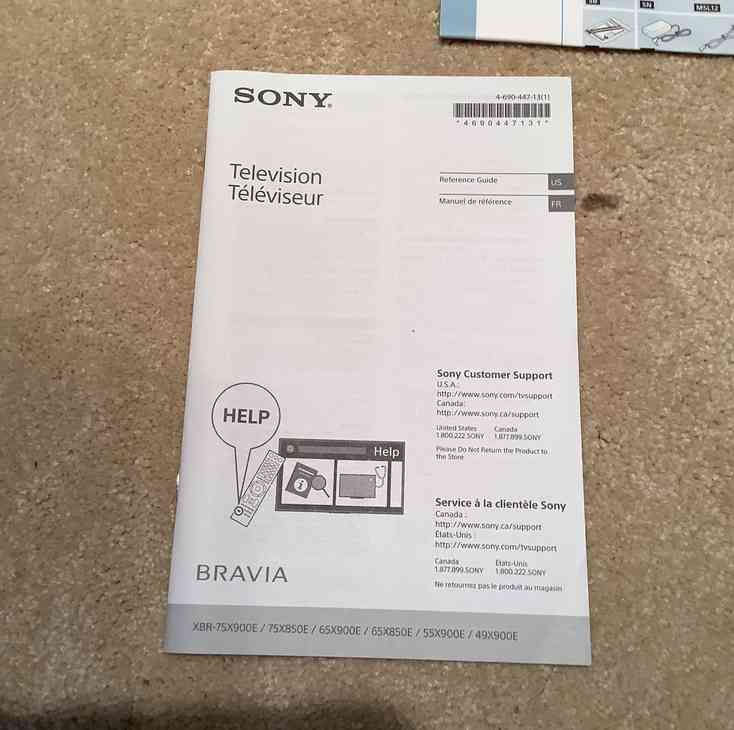 SN
MSL12
SONY®
4-690-447-13(1)
*4690447131*
Television
Téléviseur
Reference Guide
US
Manuel de référence
FR
HELP
Help
Sony Customer Support
U.S.A.:
http://www.sony.com/tvsupport
Canada:
http://www.sony.ca/support
United States Canada
1.800.222.SONY 1.877.899.SONY
Please Do Not Return the Product to
the Store
Service à la clientèle Sony
Canada :
http://www.sony.ca/support
États-Unis :
http://www.sony.com/tvsupport
Canada États-Unis
1.877.899.SONY 1.800.222.SONY
Ne retournez pas le produit au magasin
BRAVIA
XBR-75X900E / 75X850E / 65X900E / 65X850E / 55X900E / 49X900E